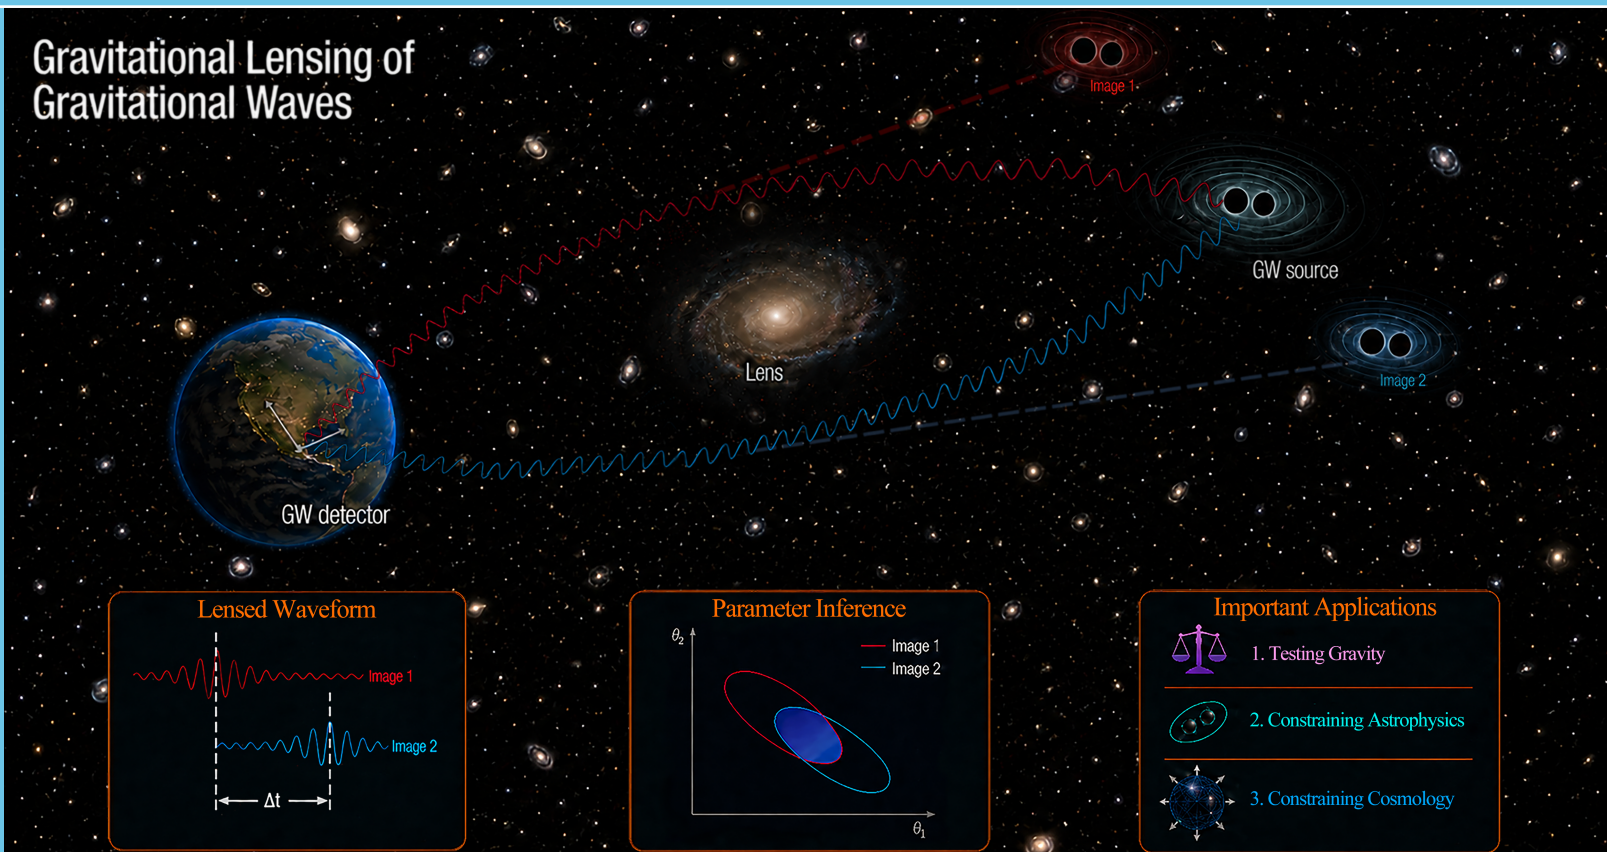 Gravitational Lensing of
Gravitational Waves
Image 1
GW source
Image 2
Lens
GW detector
Lensed Waveform
Image 1
Image 2
Δt
Parameter Inference
θ₂
Image 1
Image 2
θ₁
Important Applications
1. Testing Gravity
2. Constraining Astrophysics
3. Constraining Cosmology